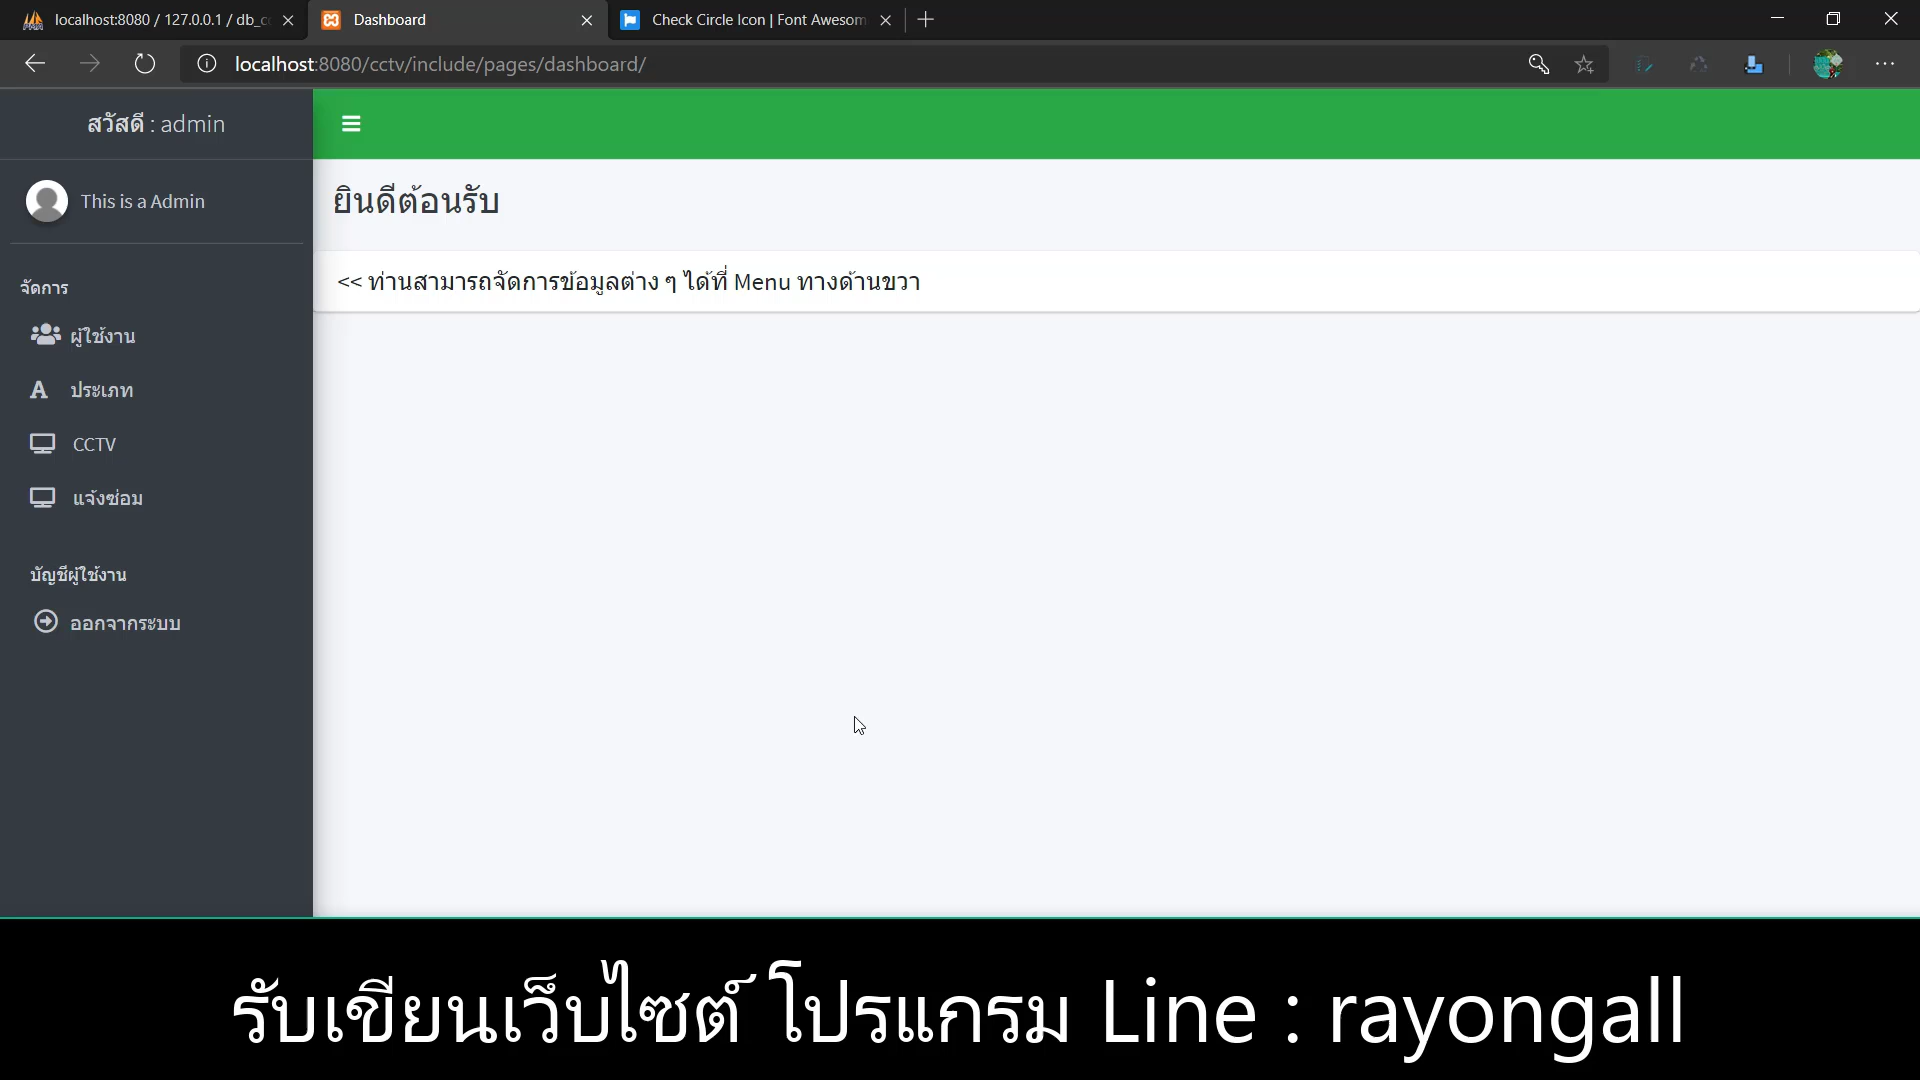 localhost:8080 / 127.0.0.1 / db_c
Dashboard
Check Circle Icon | Font Awesom
localhost:8080/cctv/include/pages/dashboard/
สวัสดี : admin
This is a Admin
ยินดีต้อนรับ
<< ท่านสามารถจัดการข้อมูลต่าง ๆ ได้ที่ Menu ทางด้านขวา
จัดการ
ผู้ใช้งาน
A ประเภท
CCTV
แจ้งซ่อม
บัญชีผู้ใช้งาน
ออกจากระบบ
รับเขียนเว็บไซต์ โปรแกรม Line : rayongall